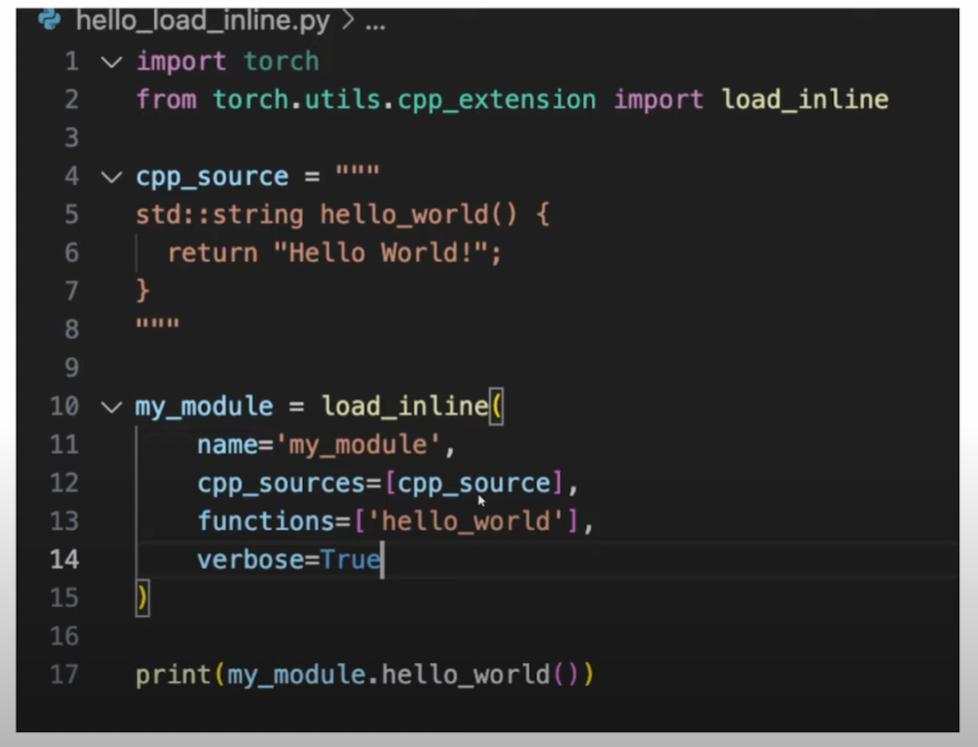 hello_load_inline.py > ...
1 import torch
2 from torch.utils.cpp_extension import load_inline
3
4 cpp_source = """
5 std::string hello_world() {
6   return "Hello World!";
7 }
8 """
9
10 my_module = load_inline(
11     name='my_module',
12     cpp_sources=[cpp_source],
13     functions=['hello_world'],
14     verbose=True
15 )
16
17 print(my_module.hello_world())